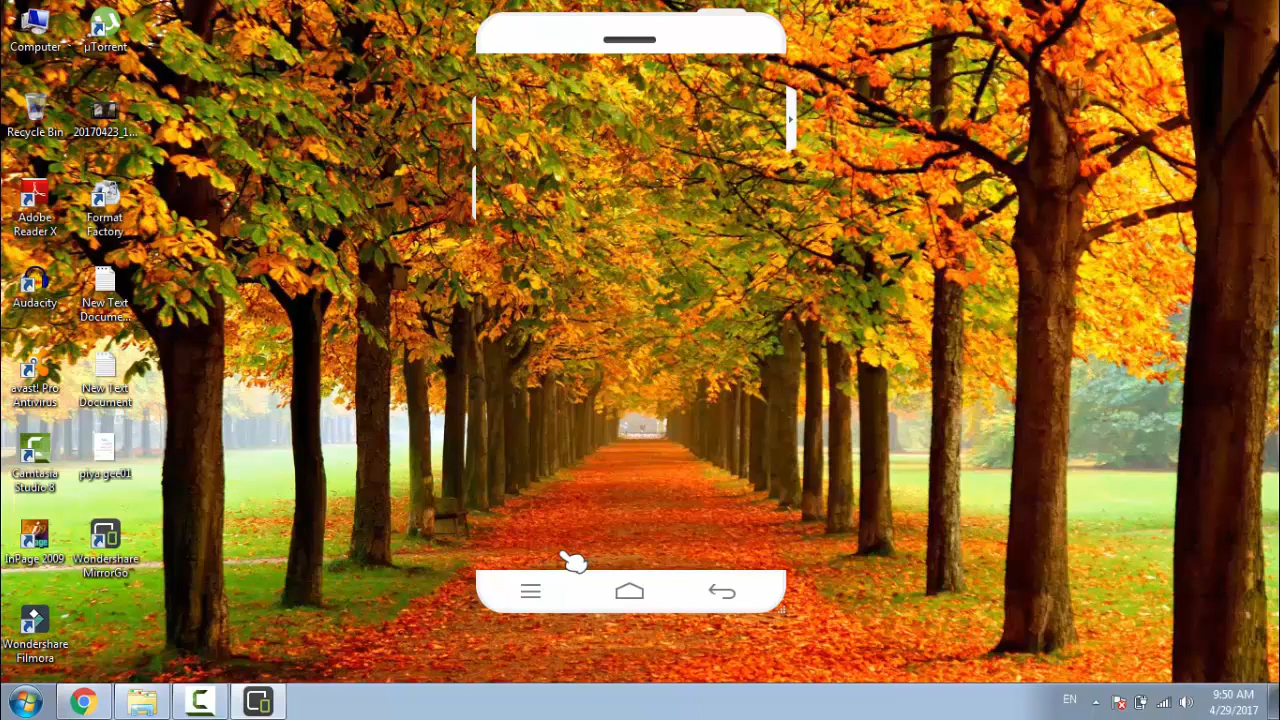 Computer
µTorrent
Recycle Bin
20170423_1...
Adobe
Reader X
Format
Factory
Audacity
New Text
Docume...
avast! Pro
Antivirus
New Text
Document
Camtasia
Studio 8
piya gee01
InPage 2009
Wondershare
MirrorGo
Wondershare
Filmora
EN
9:50 AM
4/29/2017